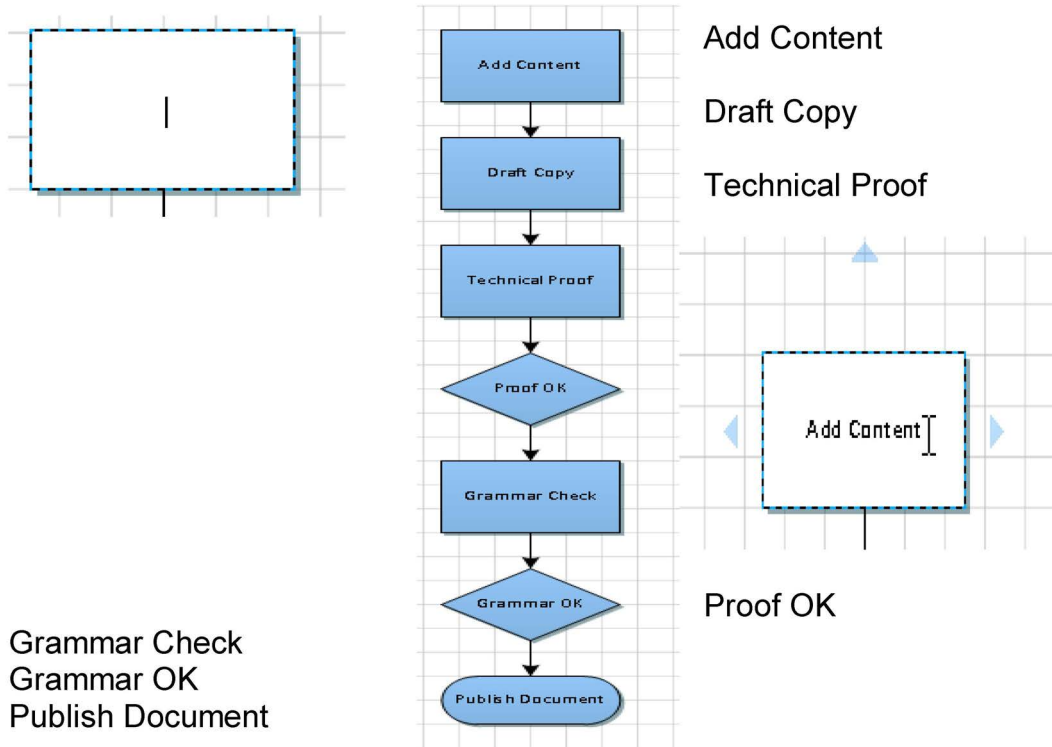 Add Content
Draft Copy
Technical Proof
Proof OK
Grammar Check
Grammar OK
Publish Document
Add Content
Draft Copy
Technical Proof
Add Content
Proof OK
Grammar Check
Grammar OK
Publish Document